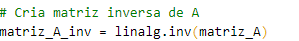 # Cria matriz inversa de A
matriz_A_inv = linalg.inv(matriz_A)